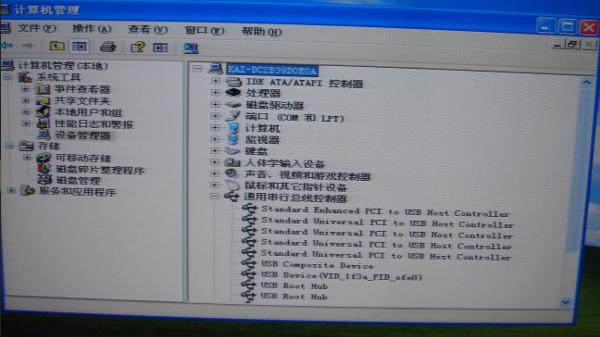 计算机管理
文件(F) 操作(A) 查看(V) 窗口(W) 帮助(H)
计算机管理(本地)
系统工具
事件查看器
共享文件夹
本地用户和组
性能日志和警报
设备管理器
存储
可移动存储
磁盘碎片整理程序
磁盘管理
服务和应用程序
KAI-DC2B39D0E0A
IDE ATA/ATAPI 控制器
处理器
磁盘驱动器
端口 (COM 和 LPT)
计算机
监视器
键盘
人体学输入设备
声音、视频和游戏控制器
鼠标和其它指针设备
通用串行总线控制器
Standard Enhanced PCI to USB Host Controller
Standard Universal PCI to USB Host Controller
Standard Universal PCI to USB Host Controller
Standard Universal PCI to USB Host Controller
Standard Universal PCI to USB Host Controller
USB Composite Device
USB Device(VID_1f3a_PID_efe8)
USB Root Hub
USB Root Hub